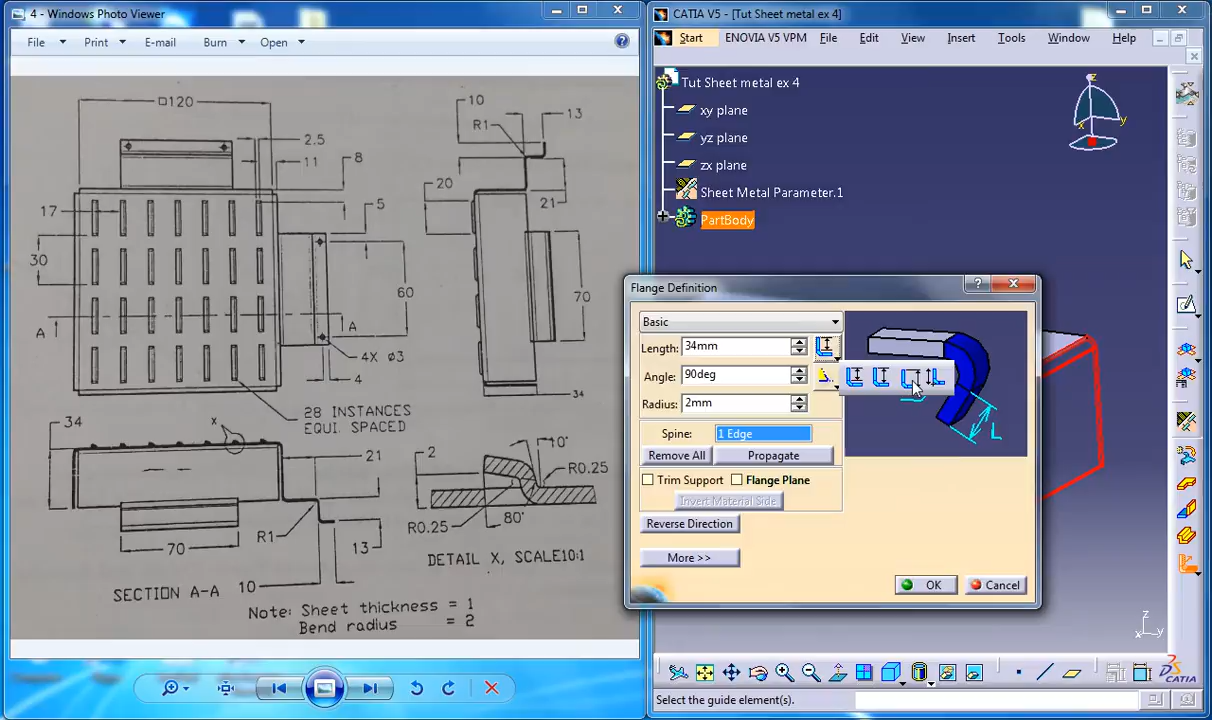 4 - Windows Photo Viewer
File Print E-mail Burn Open
□120
10
R1
13
2.5
11
8
17
5
20
21
30
60
70
A
A
4X ø3
4
28 INSTANCES
EQUI. SPACED
34
34
x
21
70
R1
13
10
SECTION A-A
2
10'
R0.25
R0.25
80'
DETAIL X, SCALE10:1
Note: Sheet thickness = 1
Bend radius = 2
CATIA V5 - [Tut Sheet metal ex 4]
Start ENOVIA V5 VPM File Edit View Insert Tools Window Help
Tut Sheet metal ex 4
xy plane
yz plane
zx plane
Sheet Metal Parameter.1
PartBody
z
x
y
Flange Definition
Basic
Length: 34mm
Angle: 90deg
Radius: 2mm
Spine: 1 Edge
Remove All Propagate
Trim Support Flange Plane
Invert Material Side
Reverse Direction
More >>
OK Cancel
L
z
x y
CATIA
Select the guide element(s).